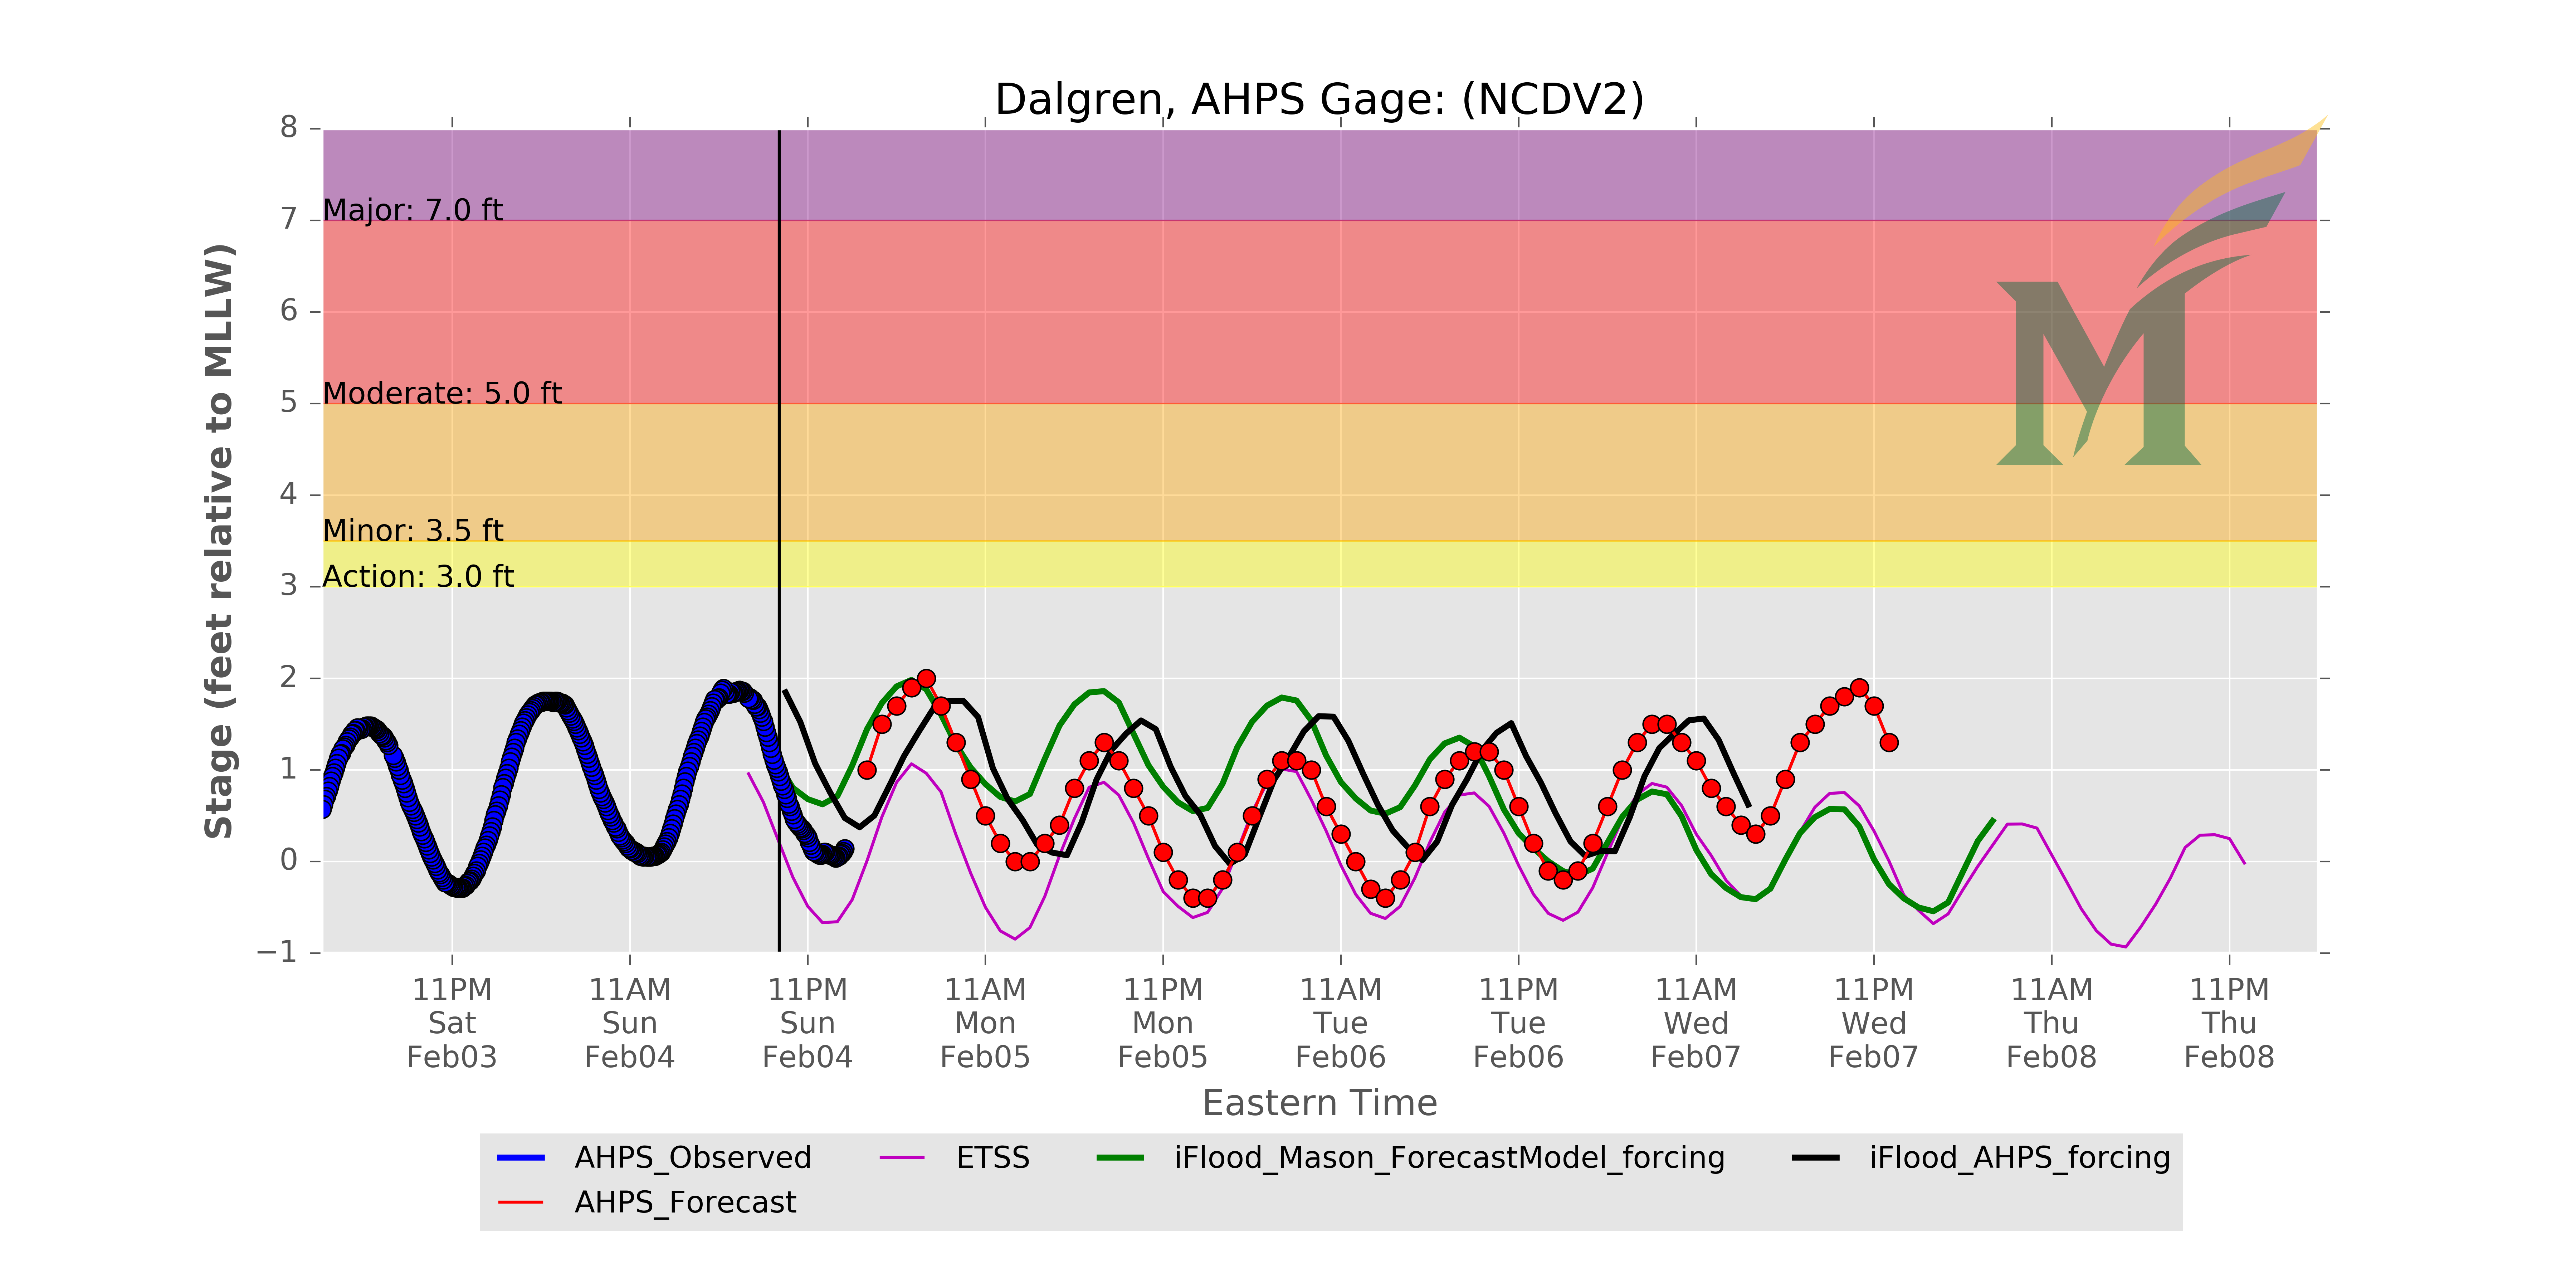 Dalgren, AHPS Gage: (NCDV2)
Stage (feet relative to MLLW)
8
7
6
5
4
3
2
1
0
−1
Major: 7.0 ft
Moderate: 5.0 ft
Minor: 3.5 ft
Action: 3.0 ft
M
11PM 11AM 11PM 11AM 11PM 11AM 11PM 11AM 11PM 11AM 11PM
Sat Sun Sun Mon Mon Tue Tue Wed Wed Thu Thu
Feb03 Feb04 Feb04 Feb05 Feb05 Feb06 Feb06 Feb07 Feb07 Feb08 Feb08
Eastern Time
AHPS_Observed ETSS iFlood_Mason_ForecastModel_forcing iFlood_AHPS_forcing
AHPS_Forecast